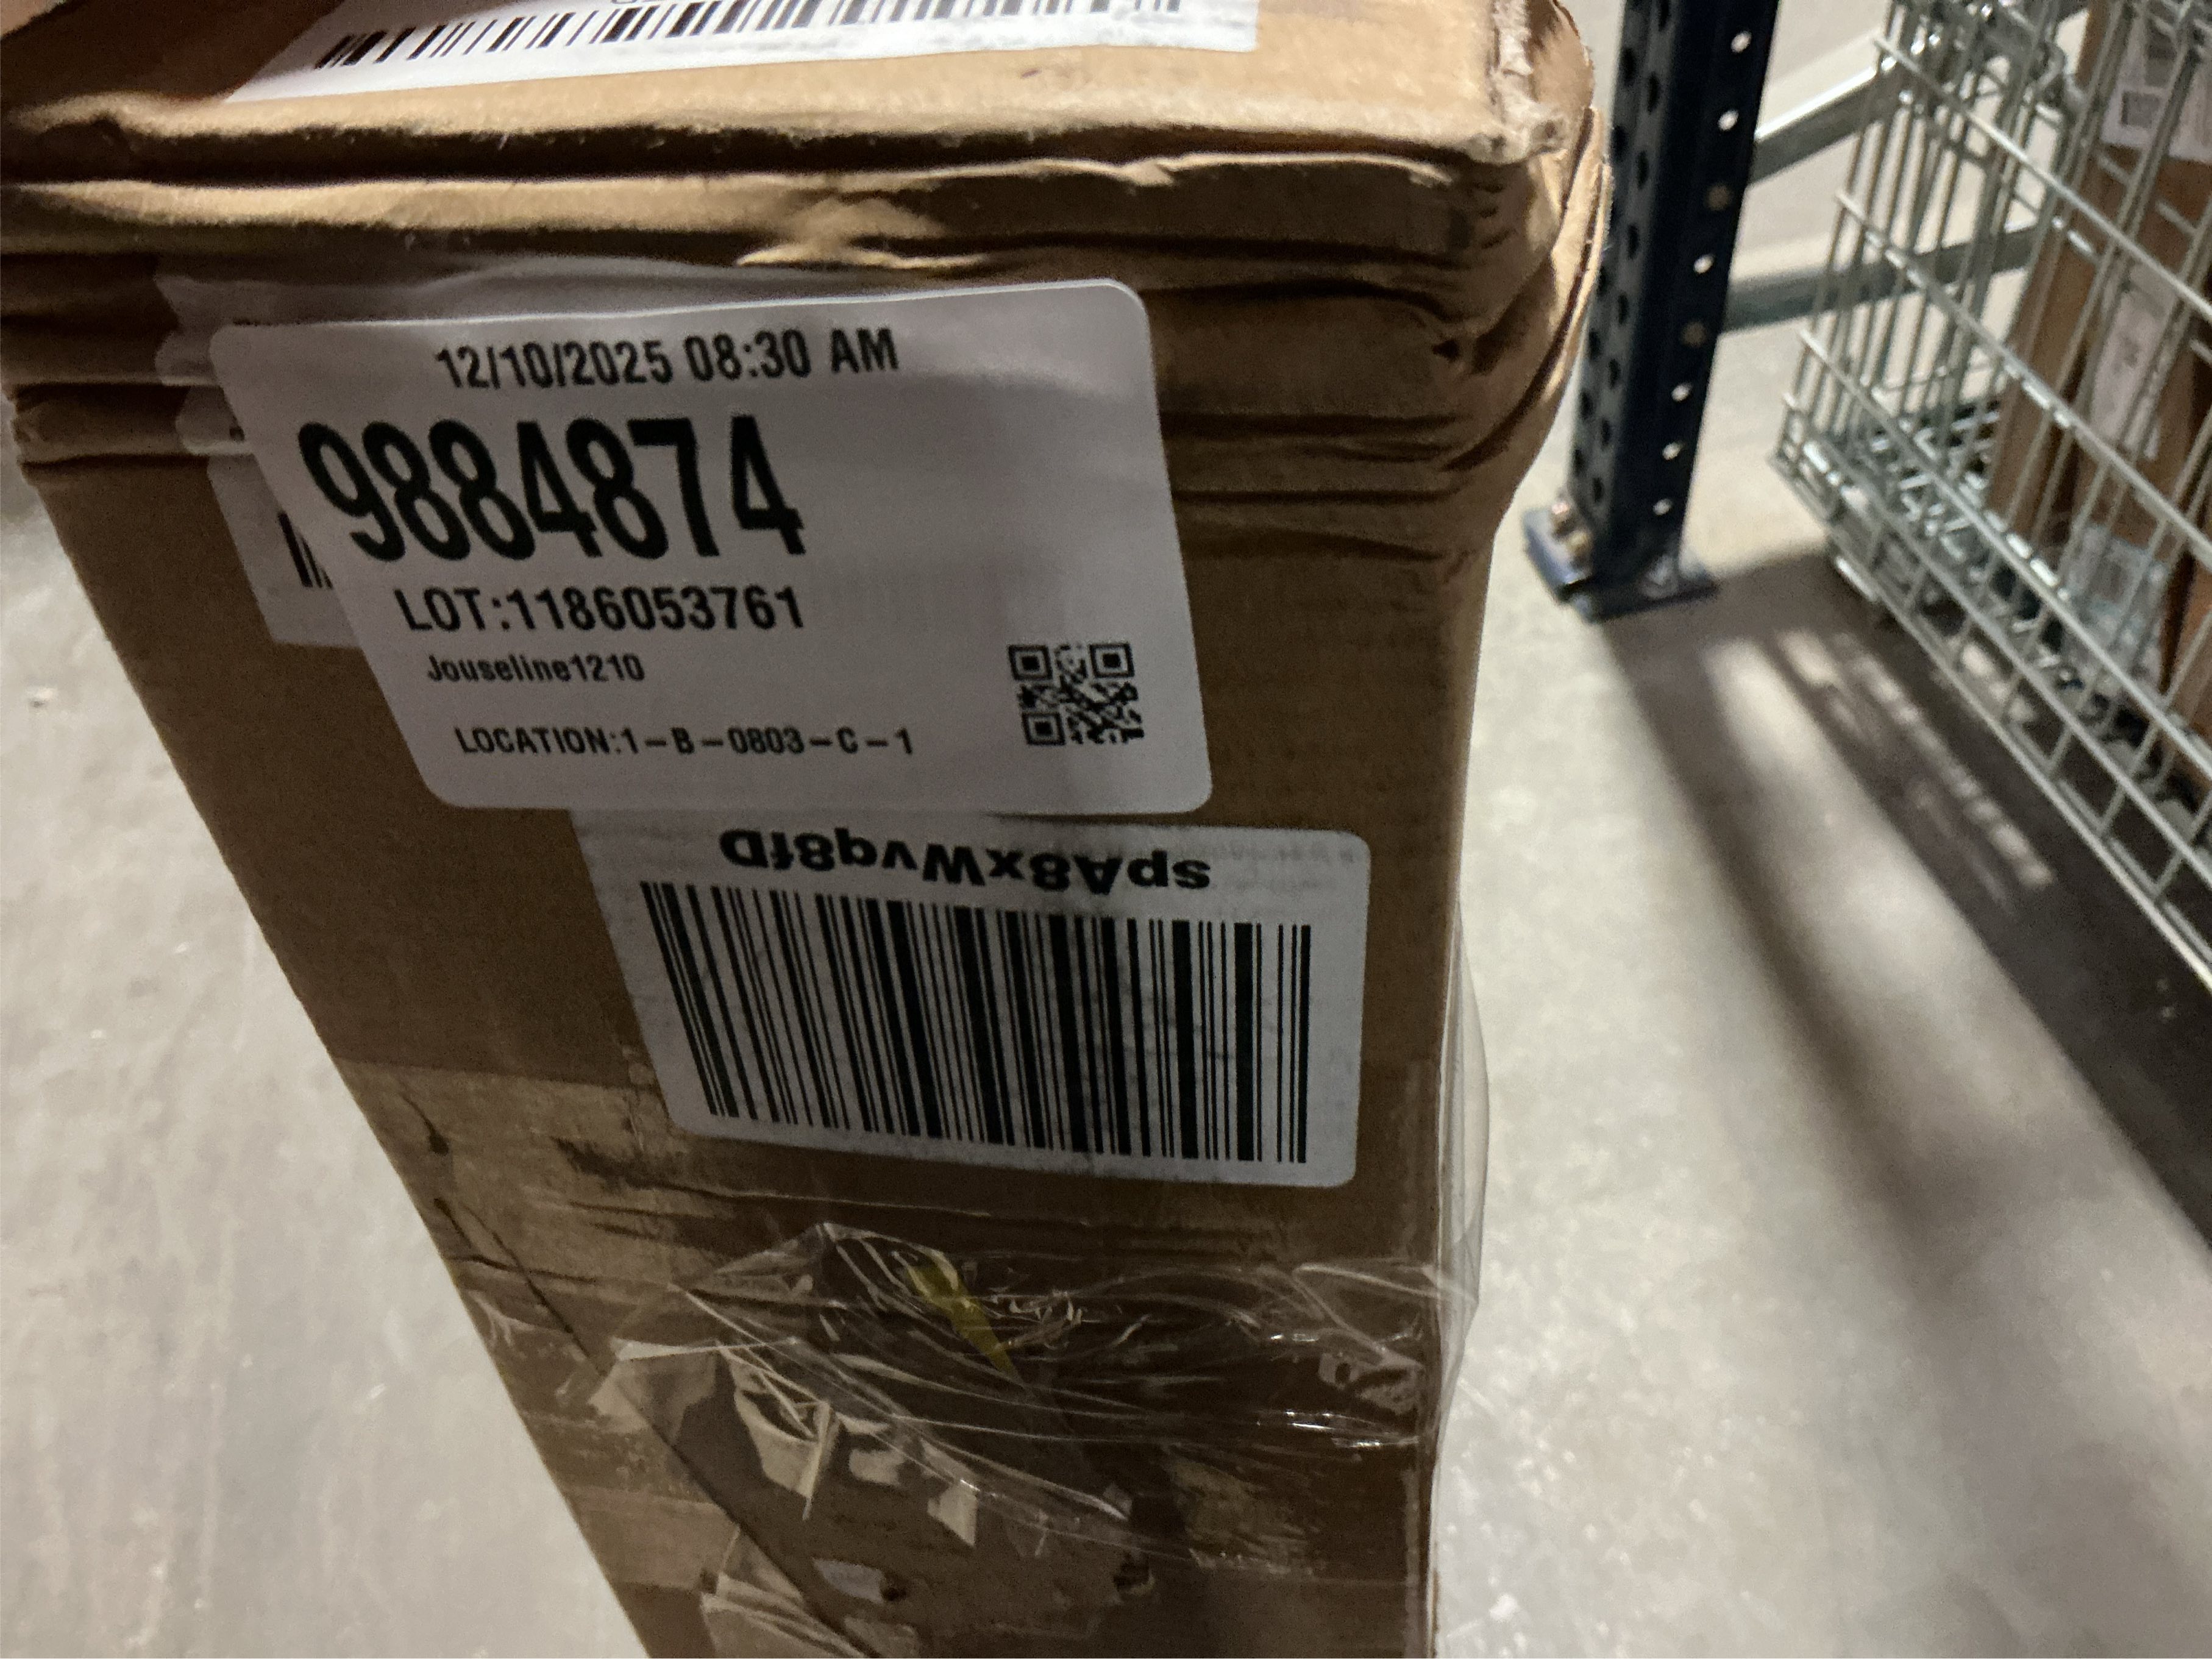 12/10/2025 08:30 AM
9884874
LOT:1186053761
Jouseline1210
LOCATION:1-B-0803-C-1
spA8xWvq8fD